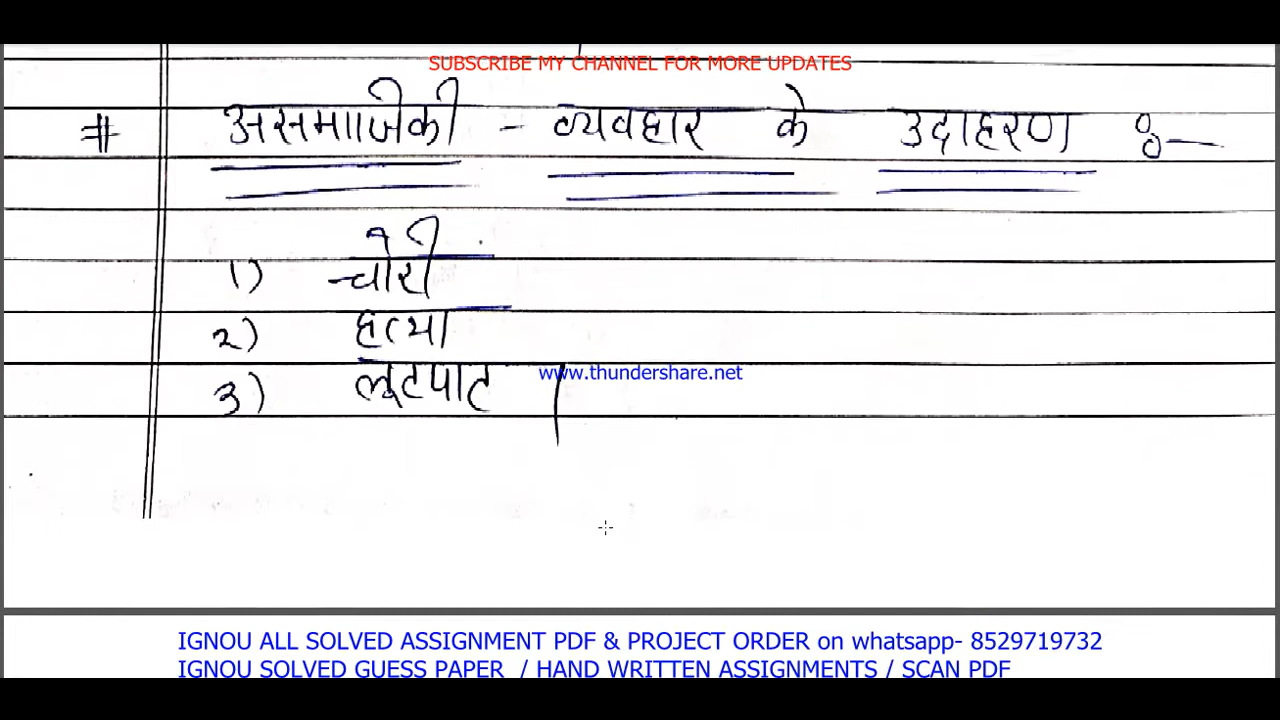 SUBSCRIBE MY CHANNEL FOR MORE UPDATES
# असमाजिकी - व्यवहार के उदाहरण :-
1) चोरी
2) हत्या
3) लूटपाट |
www.thundershare.net
IGNOU ALL SOLVED ASSIGNMENT PDF & PROJECT ORDER on whatsapp- 8529719732
IGNOU SOLVED GUESS PAPER / HAND WRITTEN ASSIGNMENTS / SCAN PDF